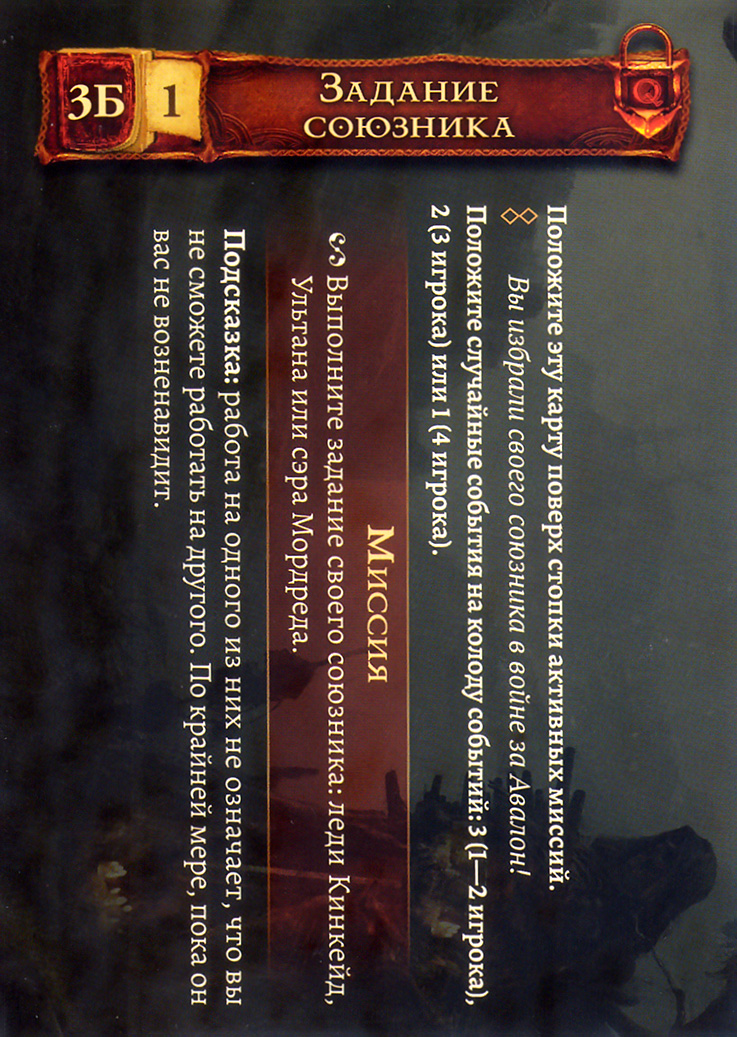 3Б
1
ЗАДАНИЕ
СОЮЗНИКА
Q
Положите эту карту поверх стопки активных миссий.
Вы избрали своего союзника в войне за Авалон!
Положите случайные события на колоду событий: 3 (1—2 игрока),
2 (3 игрока) или 1 (4 игрока).
МИССИЯ
Выполните задание своего союзника: леди Кинкейд,
Ультана или сэра Мордреда.
Подсказка: работа на одного из них не означает, что вы
не сможете работать на другого. По крайней мере, пока он
вас не возненавидит.